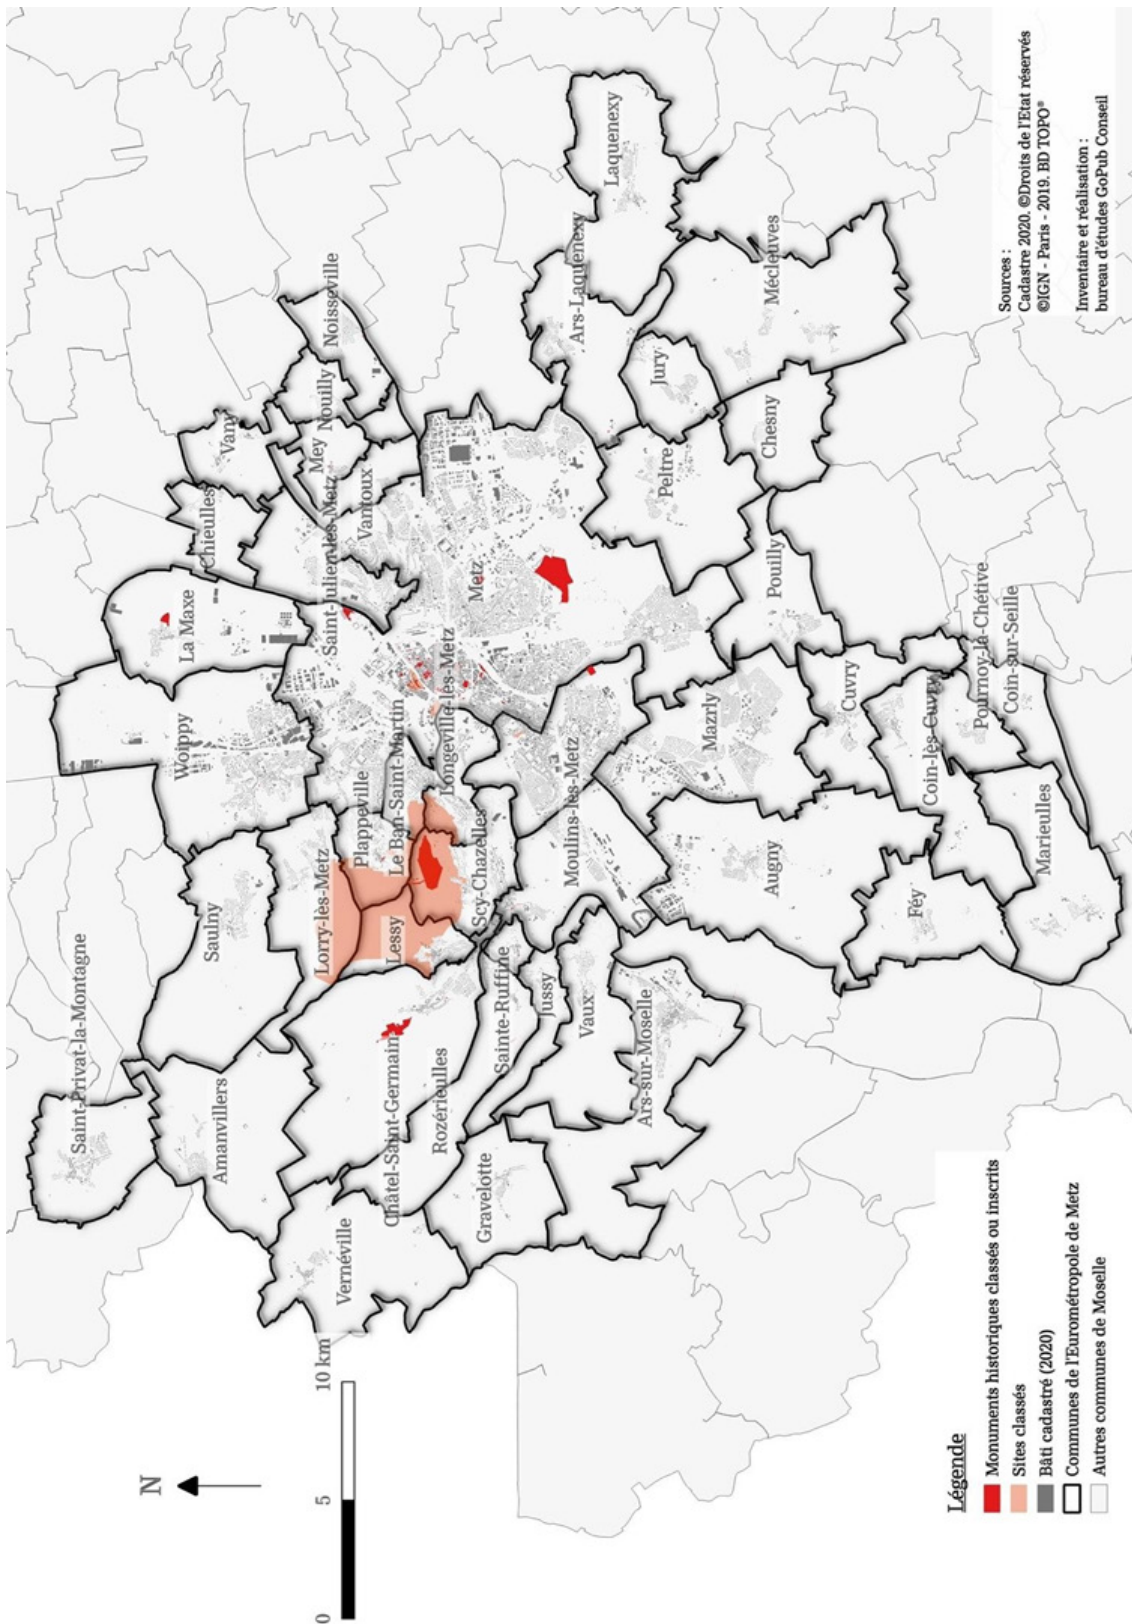 Saint-Privat-la-Montagne
Amanvillers
Saulny
Woippy
La Maxe
Chieulles
Vany
Vernéville
Châtel-Saint-Germain
Lorry-lès-Metz
Plappeville
Saint-Julien-lès-Metz
Mey
Nouilly
Noisseville
Vantoux
Lessy
Le Ban-Saint-Martin
Longeville-lès-Metz
Metz
Rozérieulles
Gravelotte
Scy-Chazelles
Sainte-Ruffine
Jussy
Vaux
Moulins-lès-Metz
Ars-Laquenexy
Laquenexy
Ars-sur-Moselle
Jury
Peltre
Mécleuves
Mazrly
Augny
Pouilly
Chesny
Cuvry
Féy
Coin-lès-Cuvry
Pournoy-la-Chétive
Coin-sur-Seille
Marieulles
N
0 5 10 km
Légende
Monuments historiques classés ou inscrits
Sites classés
Bâti cadastré (2020)
Communes de l'Eurométropole de Metz
Autres communes de Moselle
Sources :
Cadastre 2020. ©Droits de l'Etat réservés
©IGN - Paris - 2019. BD TOPO®
Inventaire et réalisation :
bureau d'études GoPub Conseil